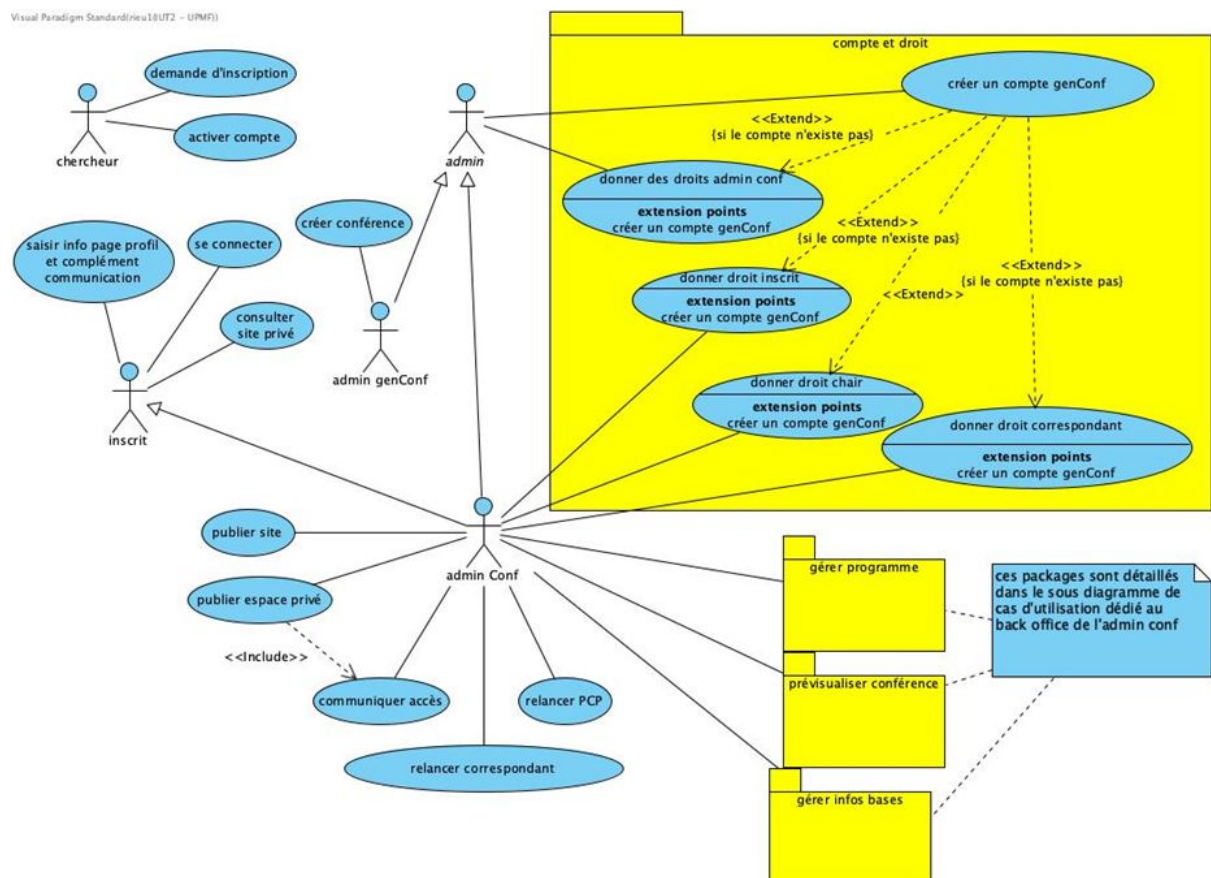 Visual Paradigm Standard(rieu1(IUT2 – UPMF))
compte et droit
demande d'inscription
créer un compte genConf
activer compte
chercheur
admin
<<Extend>>
{si le compte n'existe pas}
donner des droits admin conf
extension points
créer un compte genConf
créer conférence
saisir info page profil
et complément
communication
se connecter
<<Extend>>
{si le compte n'existe pas}
<<Extend>>
{si le compte n'existe pas}
donner droit inscrit
extension points
créer un compte genConf
<<Extend>>
consulter
site privé
admin genConf
donner droit chair
extension points
créer un compte genConf
donner droit correspondant
extension points
créer un compte genConf
inscrit
publier site
admin Conf
gérer programme
ces packages sont détaillés
dans le sous diagramme de
cas d'utilisation dédié au
back office de l'admin conf
publier espace privé
<<Include>>
communiquer accès
relancer PCP
prévisualiser conférence
relancer correspondant
gérer infos bases